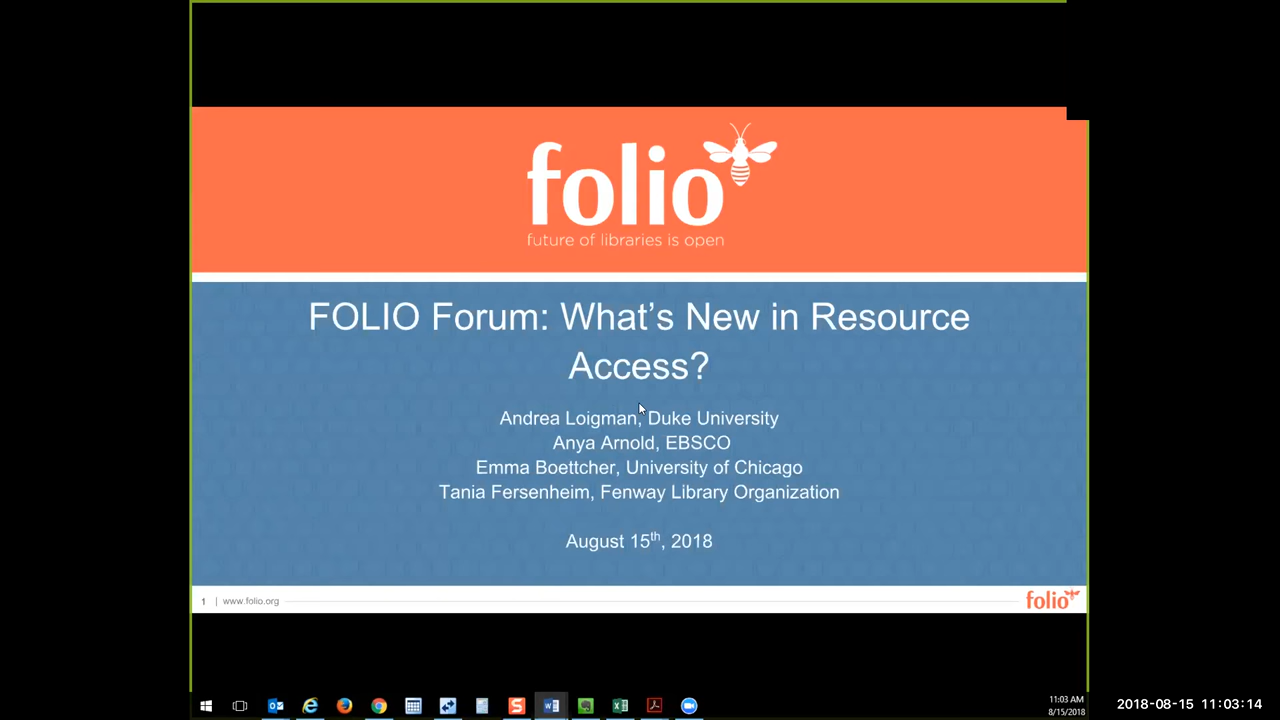 folio
future of libraries is open
FOLIO Forum: What's New in Resource
Access?
Andrea Loigman, Duke University
Anya Arnold, EBSCO
Emma Boettcher, University of Chicago
Tania Fersenheim, Fenway Library Organization
August 15th, 2018
1 | www.folio.org
folio
11:03 AM
8/15/2018
2018-08-15 11:03:14